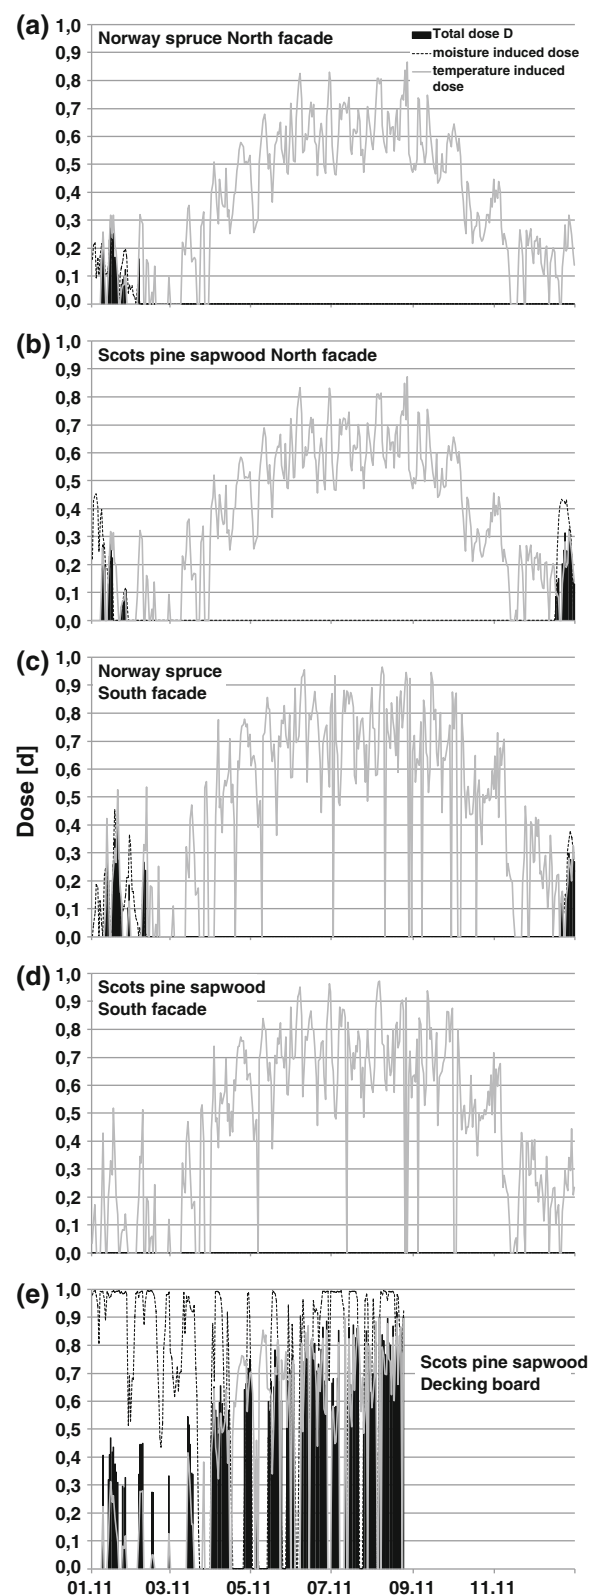 (a)
1,0
0,9
0,8
0,7
0,6
0,5
0,4
0,3
0,2
0,1
0,0
Norway spruce North facade
Total dose D
moisture induced dose
temperature induced
dose
(b)
1,0
0,9
0,8
0,7
0,6
0,5
0,4
0,3
0,2
0,1
0,0
Scots pine sapwood North facade
(c)
1,0
0,9
0,8
0,7
0,6
0,5
0,4
0,3
0,2
0,1
0,0
Norway spruce
South facade
Dose [d]
(d)
1,0
0,9
0,8
0,7
0,6
0,5
0,4
0,3
0,2
0,1
0,0
Scots pine sapwood
South facade
(e)
1,0
0,9
0,8
0,7
0,6
0,5
0,4
0,3
0,2
0,1
0,0
Scots pine sapwood
Decking board
01.11 03.11 05.11 07.11 09.11 11.11